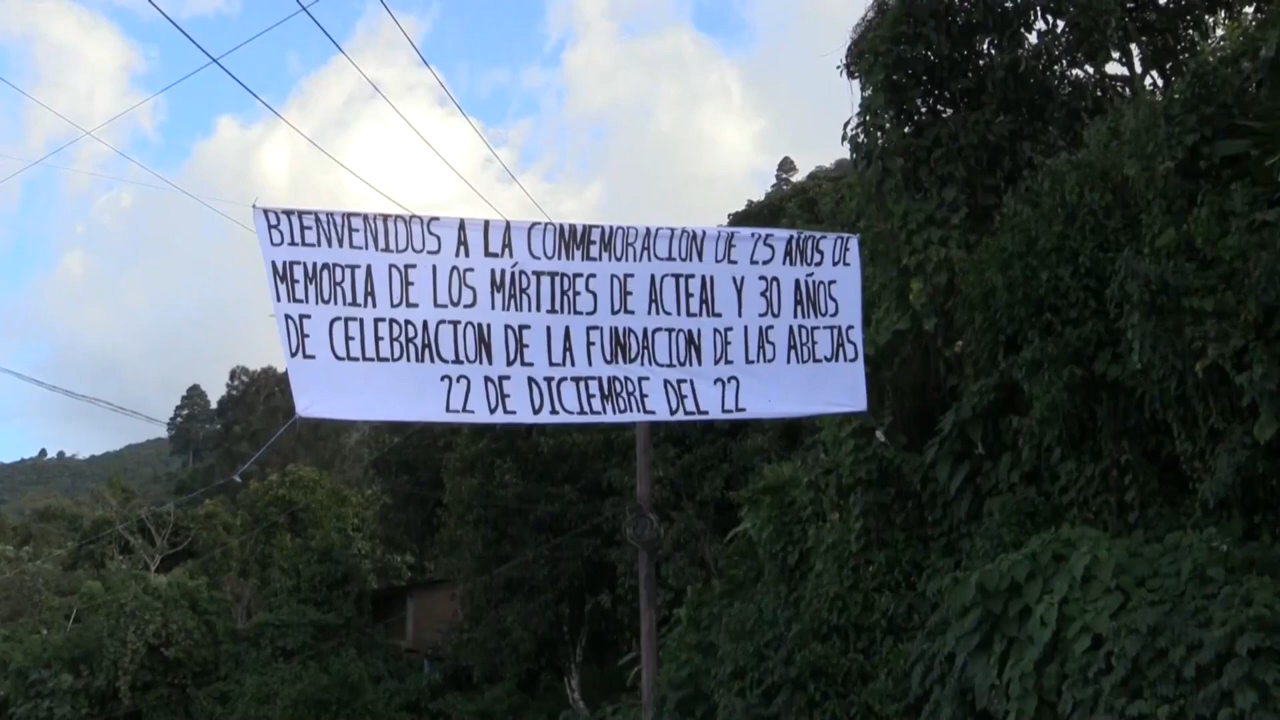 BIENVENIDOS A LA CONMEMORACIÓN DE 25 AÑOS DE
MEMORIA DE LOS MÁRTIRES DE ACTEAL Y 30 AÑOS
DE CELEBRACION DE LA FUNDACION DE LAS ABEJAS
22 DE DICIEMBRE DEL 22